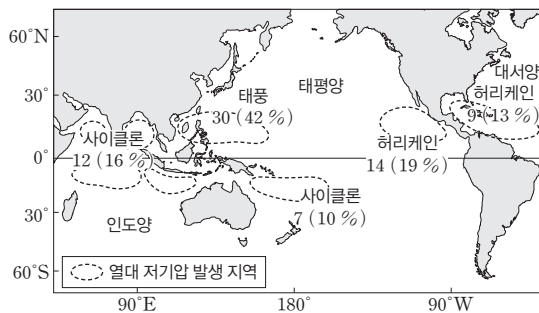 60˚N
30˚
0˚
30˚
60˚S
태풍
30 (42 %)
태평양
대서양
허리케인
9 (13 %)
사이클론
12 (16 %)
허리케인
14 (19 %)
사이클론
7 (10 %)
인도양
열대 저기압 발생 지역
90˚E
180˚
90˚W